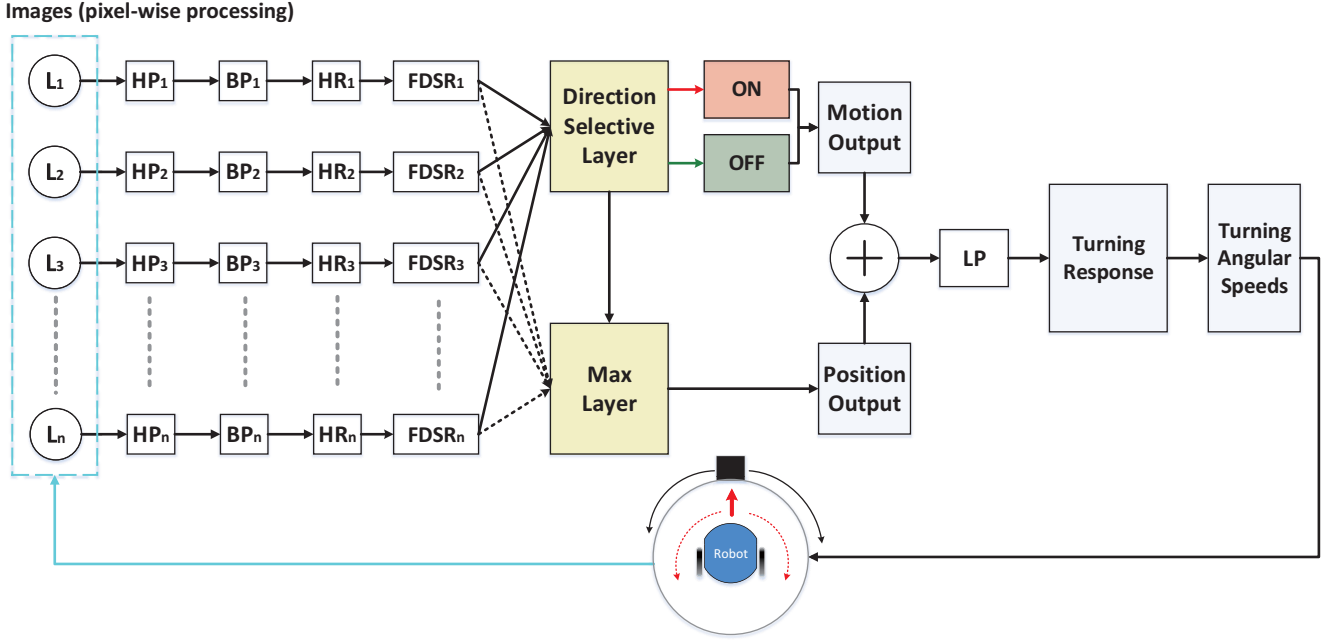 Images (pixel-wise processing)
L1 HP1 BP1 HR1 FDSR1
L2 HP2 BP2 HR2 FDSR2
L3 HP3 BP3 HR3 FDSR3
Ln HPn BPn HRn FDSRn
Direction
Selective
Layer
ON
OFF
Motion
Output
Max
Layer
Position
Output
LP
Turning
Response
Turning
Angular
Speeds
Robot